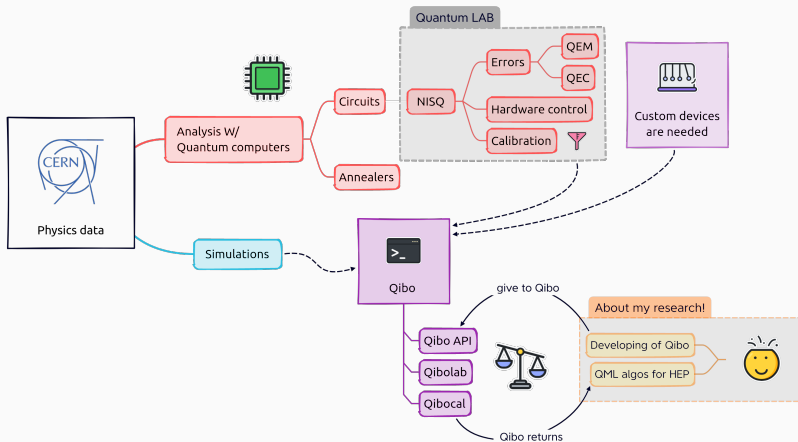 Quantum LAB
QEM
Errors
QEC
Circuits
NISQ
Hardware control
Calibration
Custom devices
are needed
Analysis W/
Quantum computers
Annealers
CERN
Physics data
Simulations
>_
Qibo
give to Qibo
About my research!
Qibo API
Developing of Qibo
Qibolab
QML algos for HEP
Qibocal
Qibo returns